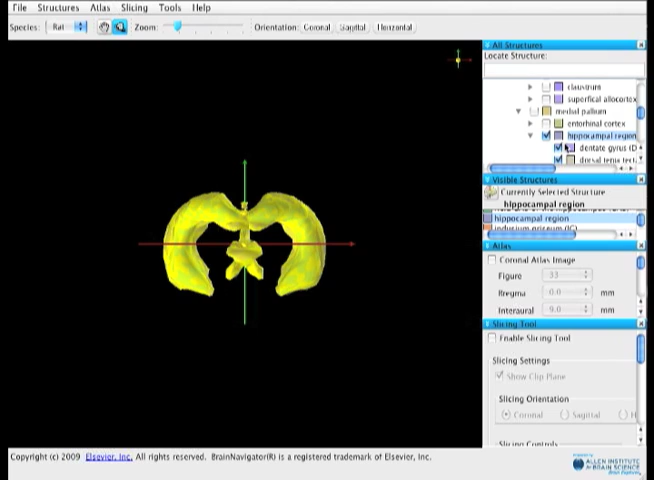 File Structures Atlas Slicing Tools Help
Species: Rat Zoom: Orientation: Coronal Sagittal Horizontal
All Structures
Locate Structure:
claustrum
superficial allocortex
medial pallium
entorhinal cortex
hippocampal region
dentate gyrus (D
Visible Structures
Currently Selected Structure
hippocampal region
hippocampal region
Atlas
Coronal Atlas Image
Figure 33
Bregma 0.0 mm
Interaural 9.0 mm
Slicing Tool
Enable Slicing Tool
Slicing Settings
Show Clip Plane
Slicing Orientation
Coronal Sagittal H
Slicing Controls
Copyright (c) 2009 Elsevier, Inc. All rights reserved. BrainNavigator(R) is a registered trademark of Elsevier, Inc.
ALLEN INSTITUTE
for BRAIN SCIENCE